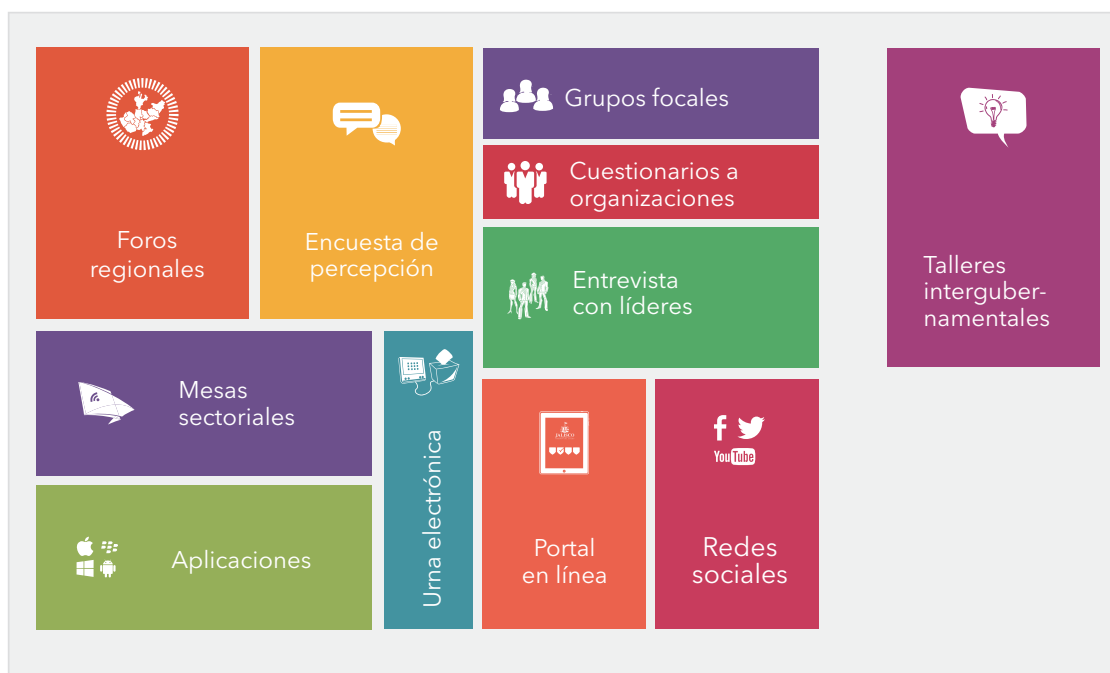 Foros
regionales
Encuesta de
percepción
Grupos focales
Cuestionarios a
organizaciones
Entrevista
con líderes
Talleres
interguber-
namentales
Mesas
sectoriales
Aplicaciones
Urna electrónica
JALISCO
Portal
en línea
YouTube
Redes
sociales